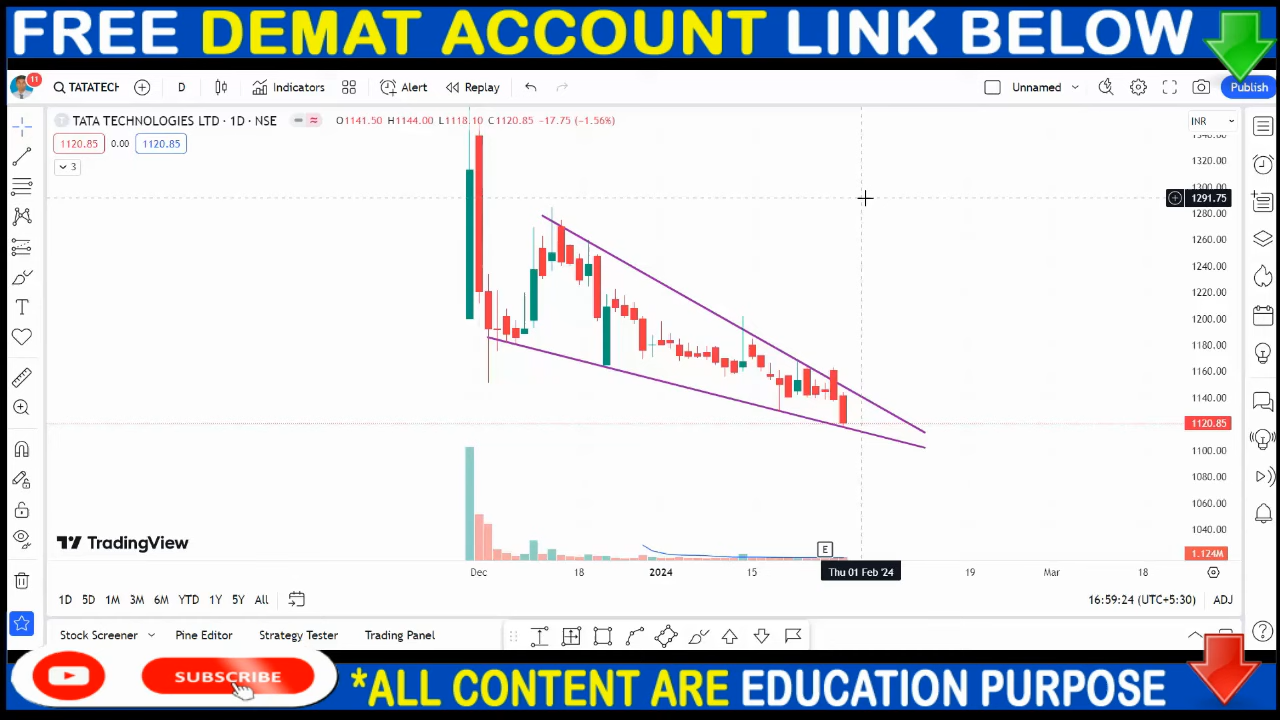 FREE DEMAT ACCOUNT LINK BELOW
11 TATATECH D Indicators Alert Replay Unnamed Publish
TATA TECHNOLOGIES LTD · 1D · NSE O1141.50 H1144.00 L1118.10 C1120.85 -17.75 (-1.56%) INR
1120.85 0.00 1120.85
3
1340.00
1320.00
1300.00
1291.75
1280.00
1260.00
1240.00
1220.00
1200.00
1180.00
1160.00
1140.00
1120.85
1100.00
1080.00
1060.00
1040.00
TradingView
E
1.124M
Dec 18 2024 15 Thu 01 Feb '24 19 Mar 18
1D 5D 1M 3M 6M YTD 1Y 5Y All 16:59:24 (UTC+5:30) ADJ
Stock Screener Pine Editor Strategy Tester Trading Panel
SUBSCRIBE
*ALL CONTENT ARE EDUCATION PURPOSE